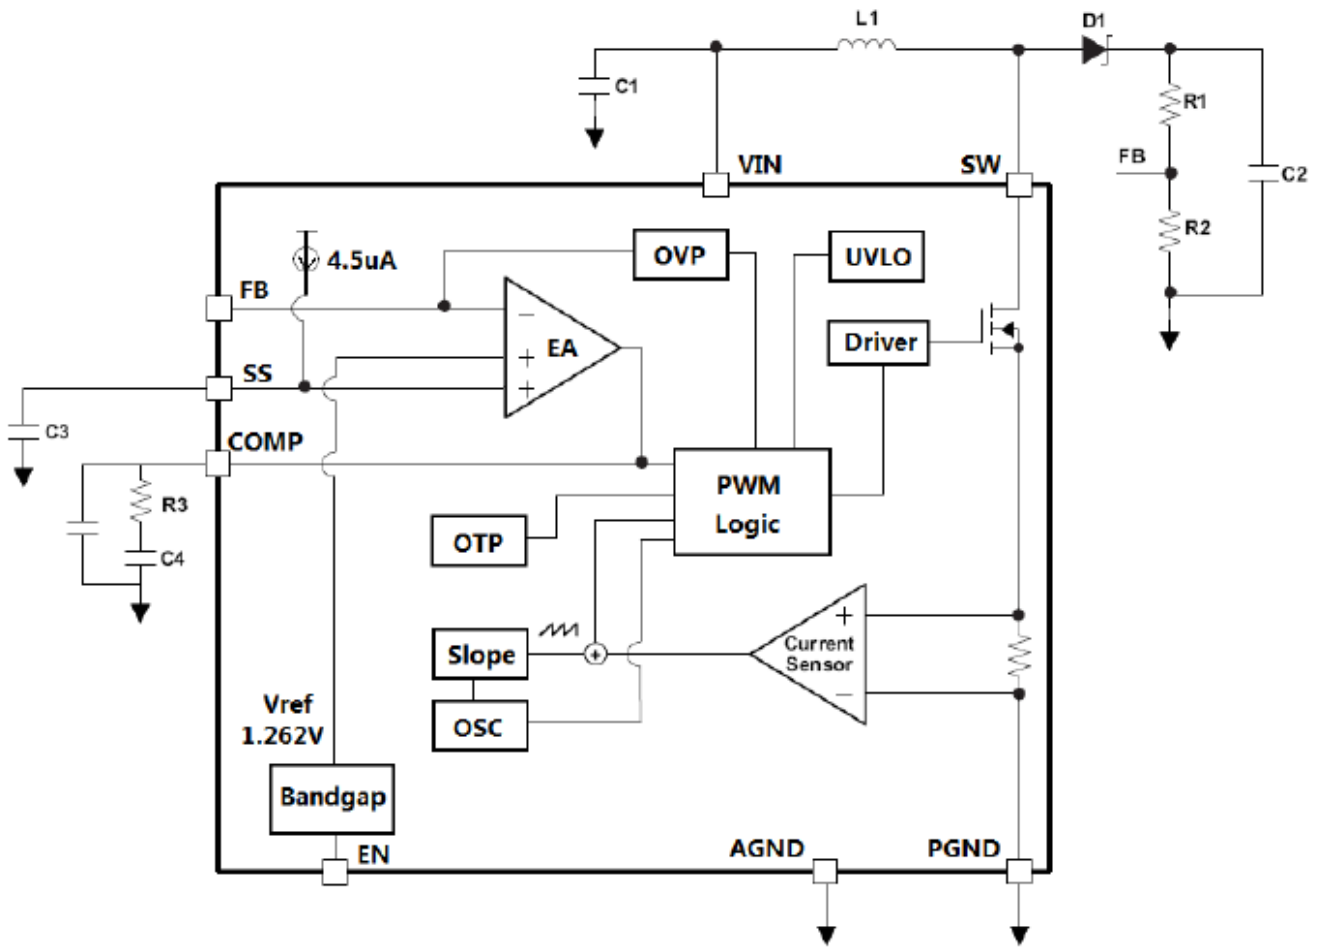 L1
D1
C1
R1
VIN
SW
FB
C2
R2
4.5uA
OVP
UVLO
FB
−
EA
Driver
+
SS
+
C3
COMP
PWM
Logic
R3
OTP
C4
+
Current
Sensor
Slope
+
−
Vref
1.262V
OSC
Bandgap
EN
AGND
PGND